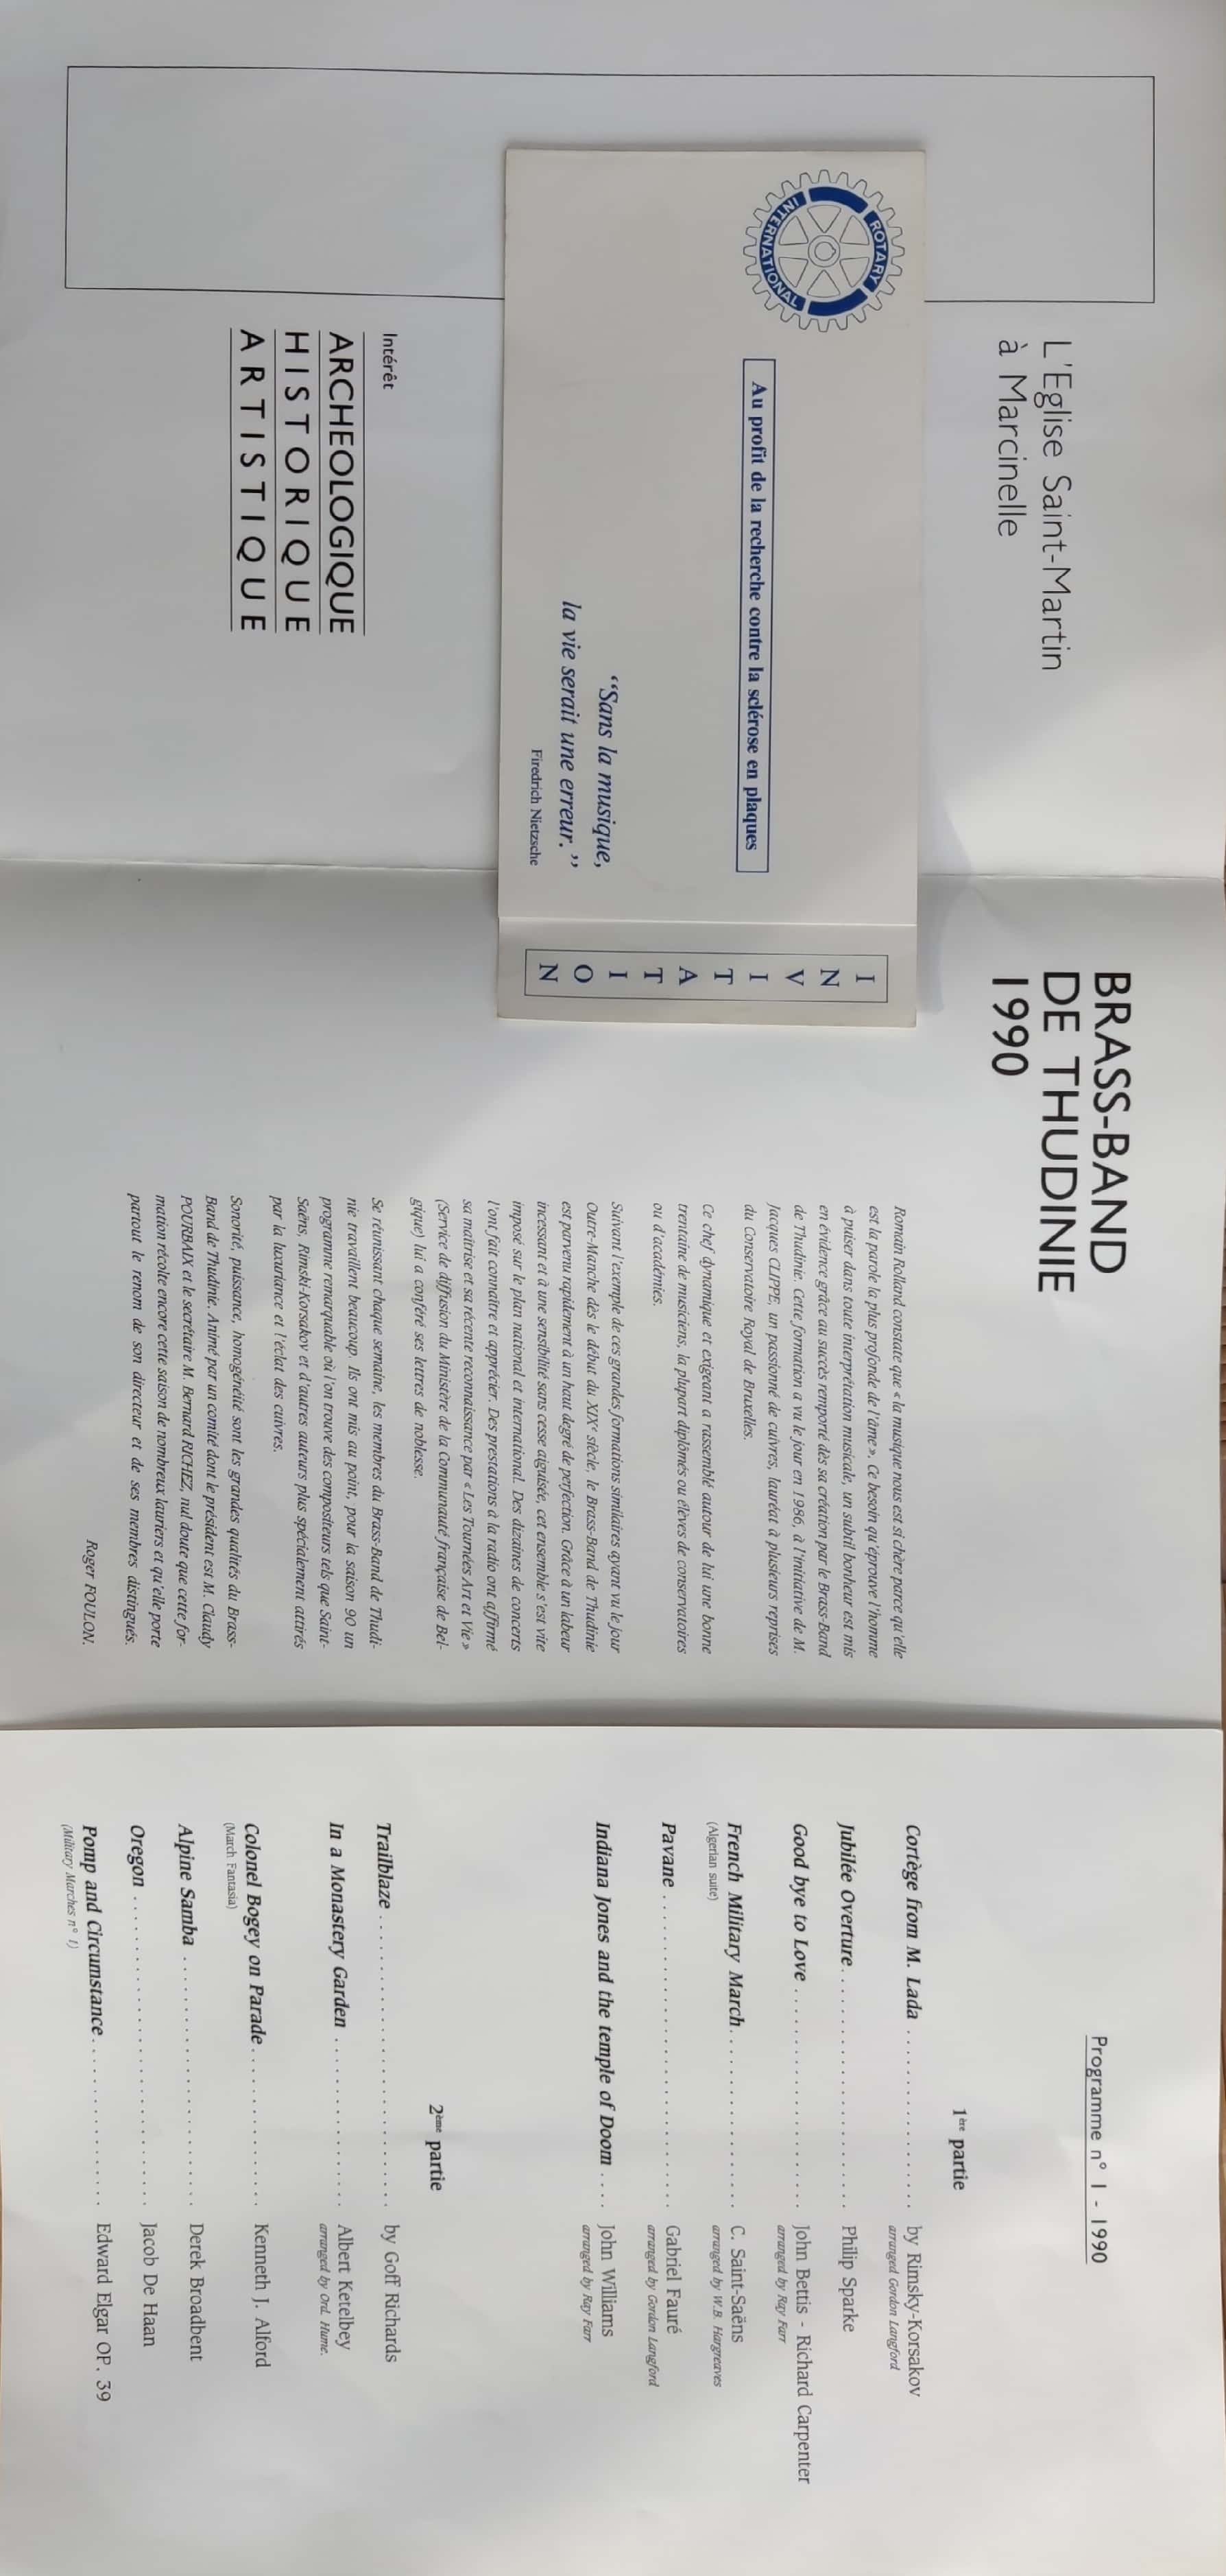 L'Eglise Saint-Martin
à Marcinelle
ROTARY
INTERNATIONAL
Au profit de la recherche contre la sclérose en plaques
“Sans la musique,
la vie serait une erreur.”
Firedrich Nietzsche
I
N
V
I
T
A
T
I
O
N
Intérêt
ARCHEOLOGIQUE
HISTORIQUE
ARTISTIQUE
BRASS-BAND
DE THUDINIE
1990
Romain Rolland constate que « la musique nous est si chère parce qu'elle
est la parole la plus profonde de l'âme ». Ce besoin qu'éprouve l'homme
à puiser dans toute interprétation musicale, un subtil bonheur est mis
en évidence grâce au succès remporté dès sa création par le Brass-Band
de Thudinie. Cette formation a vu le jour en 1986, à l'initiative de M.
Jacques CLIPPE, un passionné de cuivres, lauréat à plusieurs reprises
du Conservatoire Royal de Bruxelles.
Ce chef dynamique et exigeant a rassemblé autour de lui une bonne
trentaine de musiciens, la plupart diplômés ou élèves de conservatoires
ou d'académies.
Suivant l'exemple de ces grandes formations similaires ayant vu le jour
Outre-Manche dès le début du XIXe siècle, le Brass-Band de Thudinie
est parvenu rapidement à un haut degré de perfection. Grâce à un labeur
incessant et à une sensibilité sans cesse aiguisée, cet ensemble s'est vite
imposé sur le plan national et international. Des dizaines de concerts
l'ont fait connaître et apprécier. Des prestations à la radio ont affirmé
sa maîtrise et sa récente reconnaissance par « Les Tournées Art et Vie »
(Service de diffusion du Ministère de la Communauté française de Bel-
gique) lui a conféré ses lettres de noblesse.
Se réunissant chaque semaine, les membres du Brass-Band de Thudi-
nie travaillent beaucoup. Ils ont mis au point, pour la saison 90 un
programme remarquable où l'on trouve des compositeurs tels que Saint-
Saëns, Rimski-Korsakov et d'autres auteurs plus spécialement attirés
par la luxuriance et l'éclat des cuivres.
Sonorité, puissance, homogénéité sont les grandes qualités du Brass-
Band de Thudinie. Animé par un comité dont le président est M. Claudy
POURBAIX et le secrétaire M. Bernard RICHEZ, nul doute que cette for-
mation récolte encore cette saison de nombreux lauriers et qu'elle porte
partout le renom de son directeur et de ses membres distingués.
Roger FOULON.
Programme n° 1 - 1990
1ère partie
Cortège from M. Lada . . . . . . . . . . . . . . by Rimsky-Korsakov
arranged Gordon Langford
Jubilée Overture. . . . . . . . . . . . . . . . . . . . Philip Sparke
Good bye to Love . . . . . . . . . . . . . . . . . . John Bettis - Richard Carpenter
arranged by Ray Farr
French Military March. . . . . . . . . . . . . . . C. Saint-Saëns
(Algerian suite) arranged by W.B. Hargreaves
Pavane . . . . . . . . . . . . . . . . . . . . . . . . . . Gabriel Fauré
arranged by Gordon Langford
Indiana Jones and the temple of Doom . . . . John Williams
arranged by Ray Farr
2ème partie
Trailblaze . . . . . . . . . . . . . . . . . . . . . . . . by Goff Richards
In a Monastery Garden . . . . . . . . . . . . . . Albert Ketelbey
arranged by Ord. Hume.
Colonel Bogey on Parade. . . . . . . . . . . . . Kenneth J. Alford
(March Fantasia)
Alpine Samba . . . . . . . . . . . . . . . . . . . . . Derek Broadbent
Oregon . . . . . . . . . . . . . . . . . . . . . . . . . . Jacob De Haan
Pomp and Circumstance. . . . . . . . . . . . . . Edward Elgar OP. 39
(Military Marches n° 1)